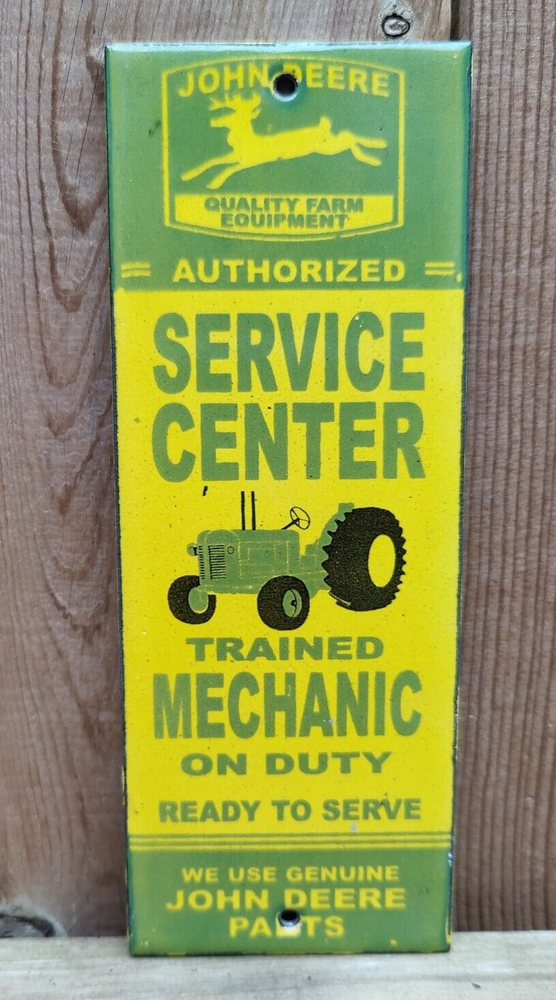 JOHN DEERE
QUALITY FARM
EQUIPMENT
= AUTHORIZED =
SERVICE
CENTER
TRAINED
MECHANIC
ON DUTY
READY TO SERVE
WE USE GENUINE
JOHN DEERE
PARTS